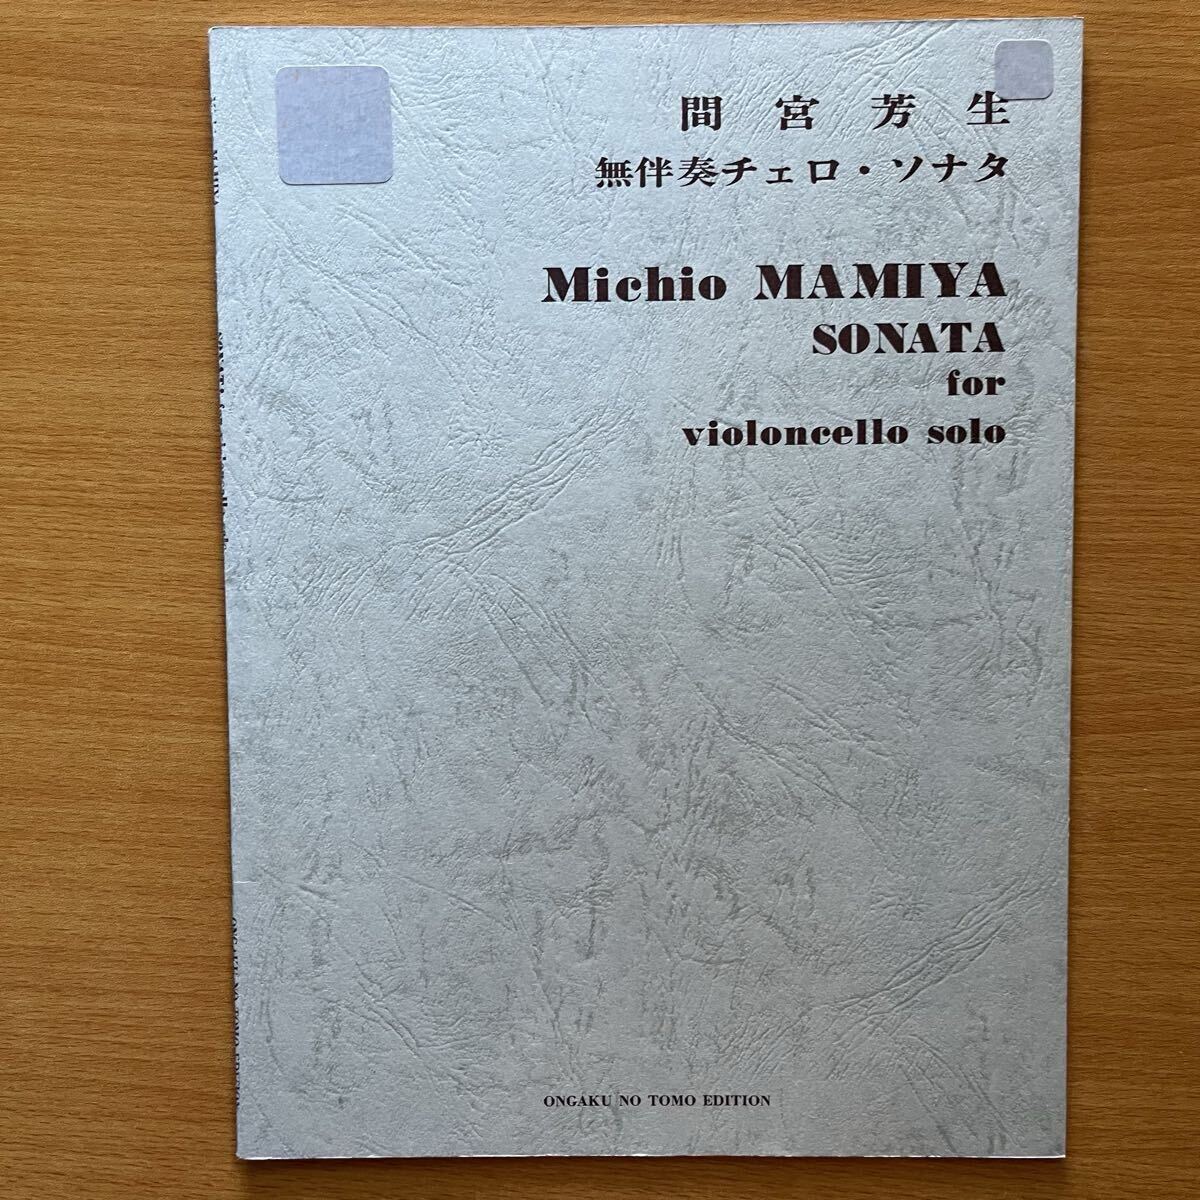 間宮芳生
無伴奏チェロ・ソナタ
Michio MAMIYA
SONATA
for
violoncello solo
ONGAKU NO TOMO EDITION